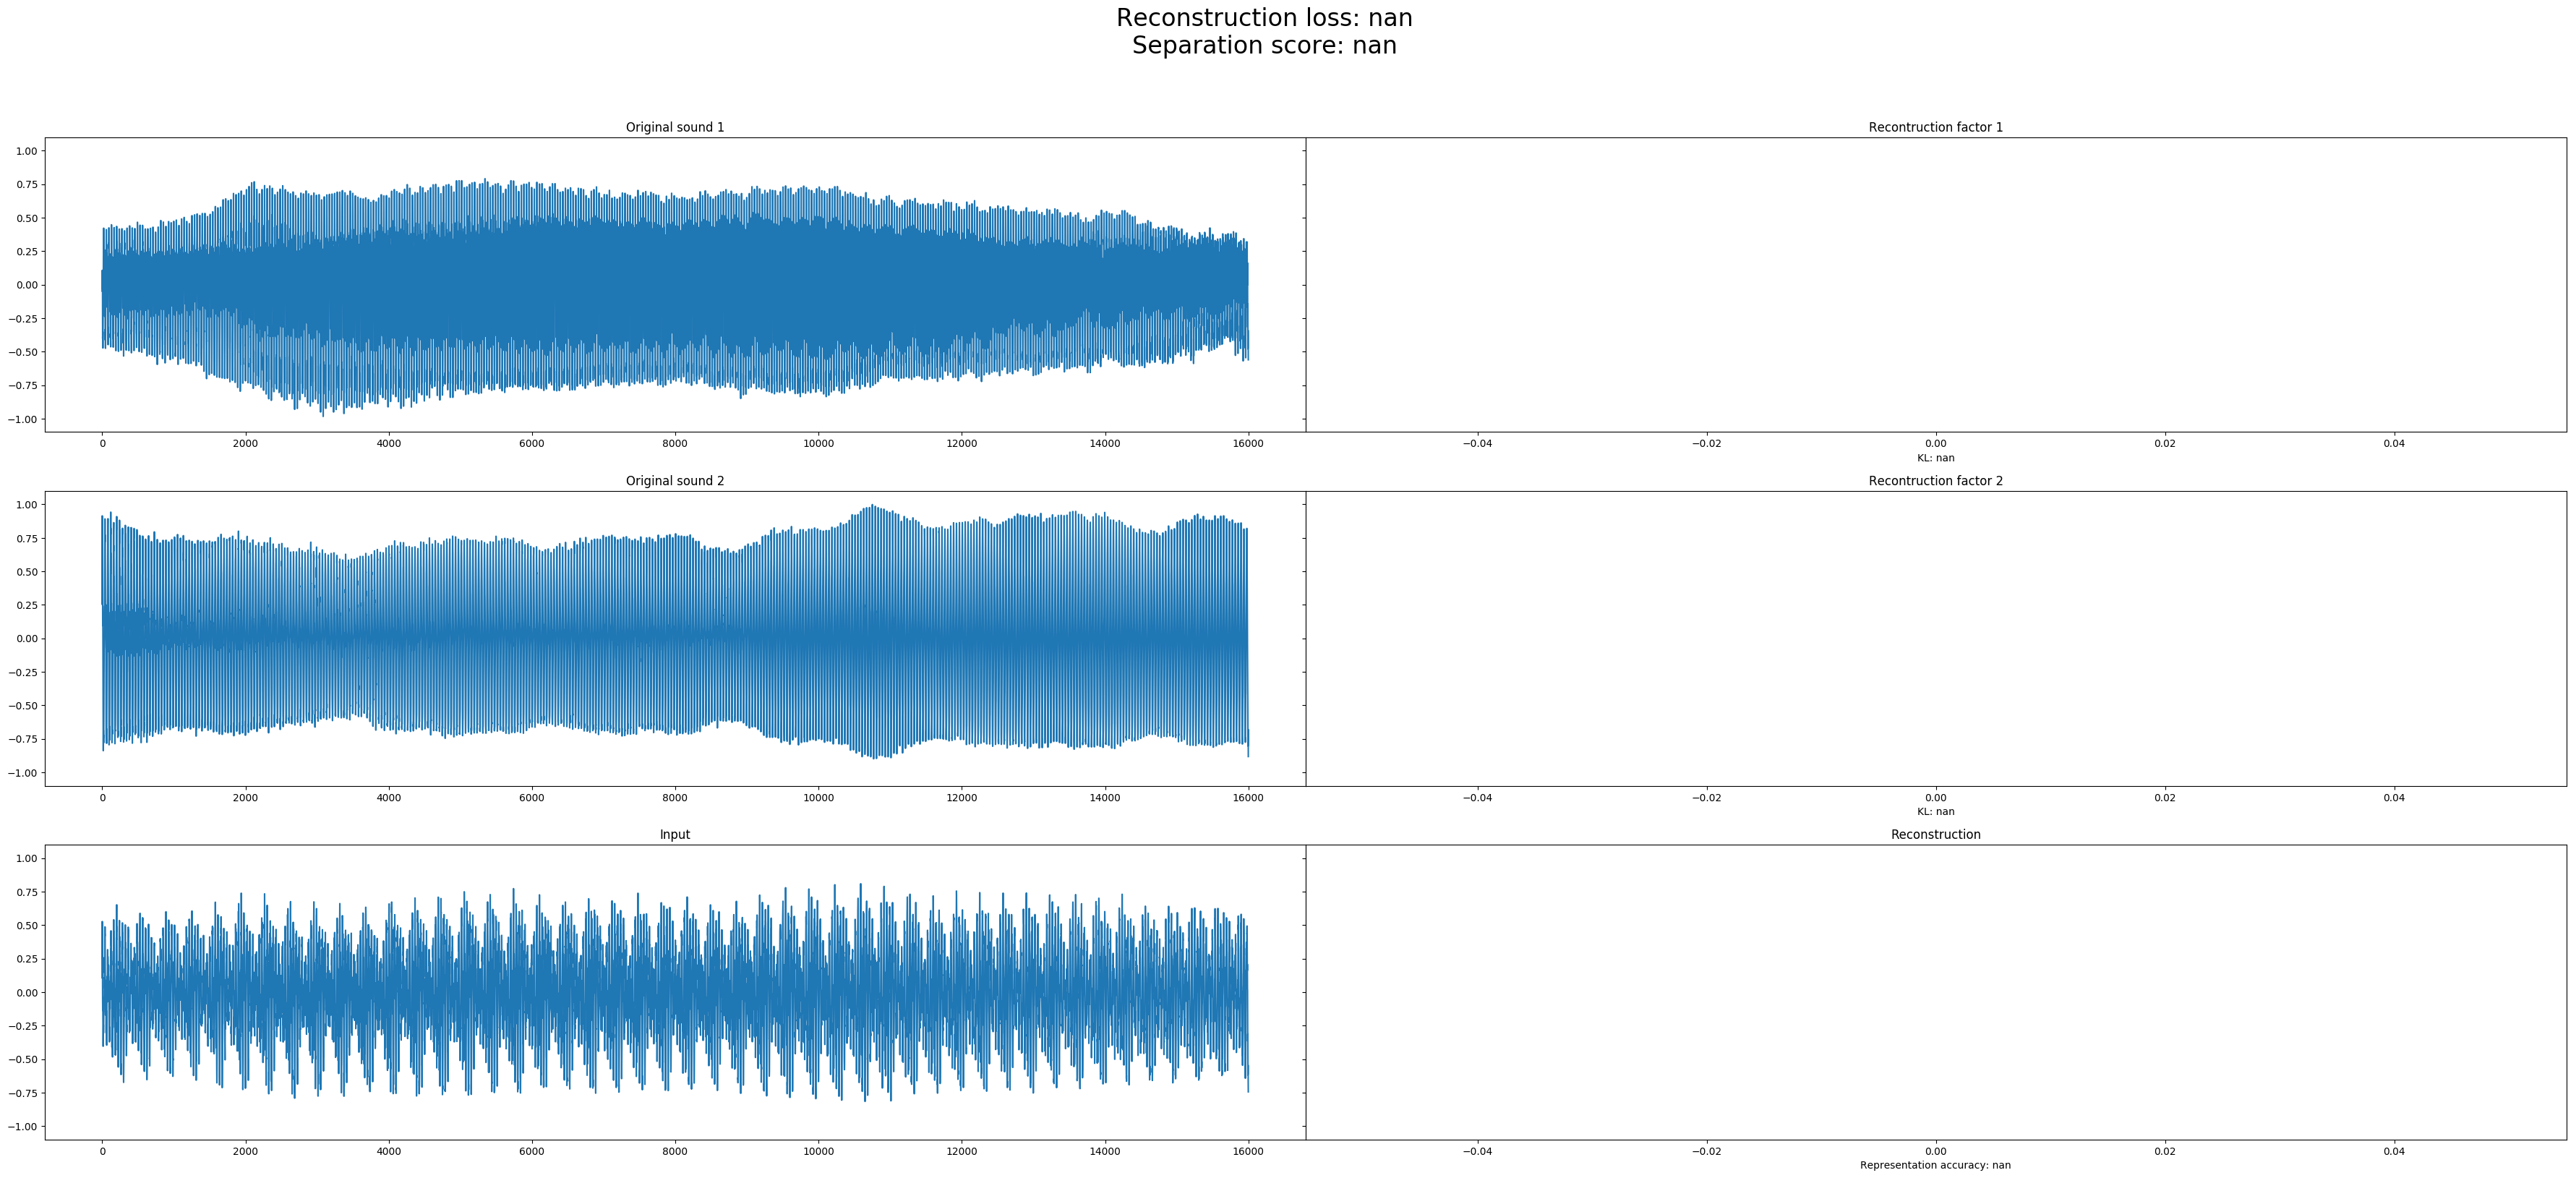 Reconstruction loss: nan
Separation score: nan
Original sound 1
Recontruction factor 1
1.00
0.75
0.50
0.25
0.00
−0.25
−0.50
−0.75
−1.00
0 2000 4000 6000 8000 10000 12000 14000 16000
−0.04 −0.02 0.00 0.02 0.04
KL: nan
Original sound 2
Recontruction factor 2
1.00
0.75
0.50
0.25
0.00
−0.25
−0.50
−0.75
−1.00
0 2000 4000 6000 8000 10000 12000 14000 16000
−0.04 −0.02 0.00 0.02 0.04
KL: nan
Input
Reconstruction
1.00
0.75
0.50
0.25
0.00
−0.25
−0.50
−0.75
−1.00
0 2000 4000 6000 8000 10000 12000 14000 16000
−0.04 −0.02 0.00 0.02 0.04
Representation accuracy: nan